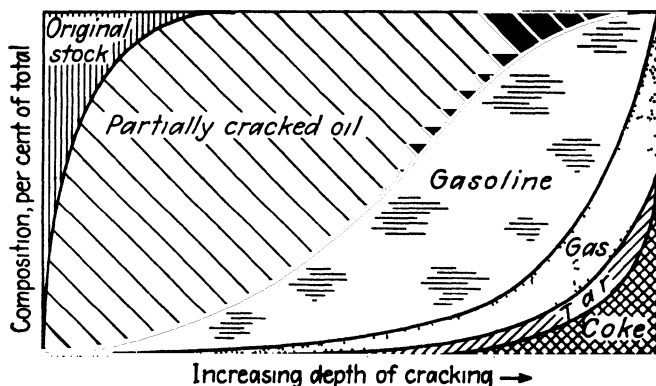 Original
stock
Partially cracked oil
Gasoline
Gas
Tar
Coke
Composition, per cent of total
Increasing depth of cracking →